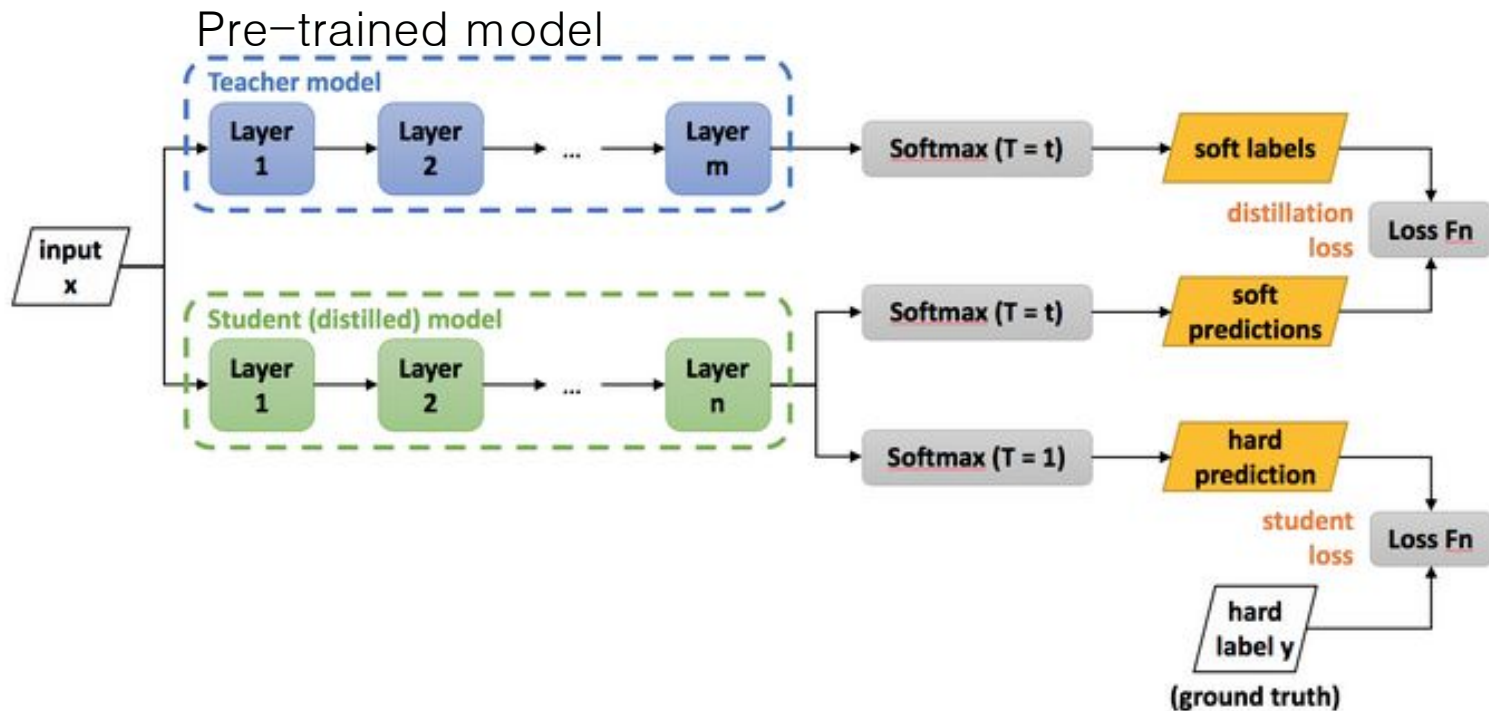 Pre-trained model
Teacher model
Layer
1
Layer
2
...
Layer
m
Softmax (T = t)
soft labels
distillation
loss
Loss Fn
input
x
Student (distilled) model
Layer
1
Layer
2
...
Layer
n
Softmax (T = t)
soft
predictions
Softmax (T = 1)
hard
prediction
student
loss
Loss Fn
hard
label y
(ground truth)